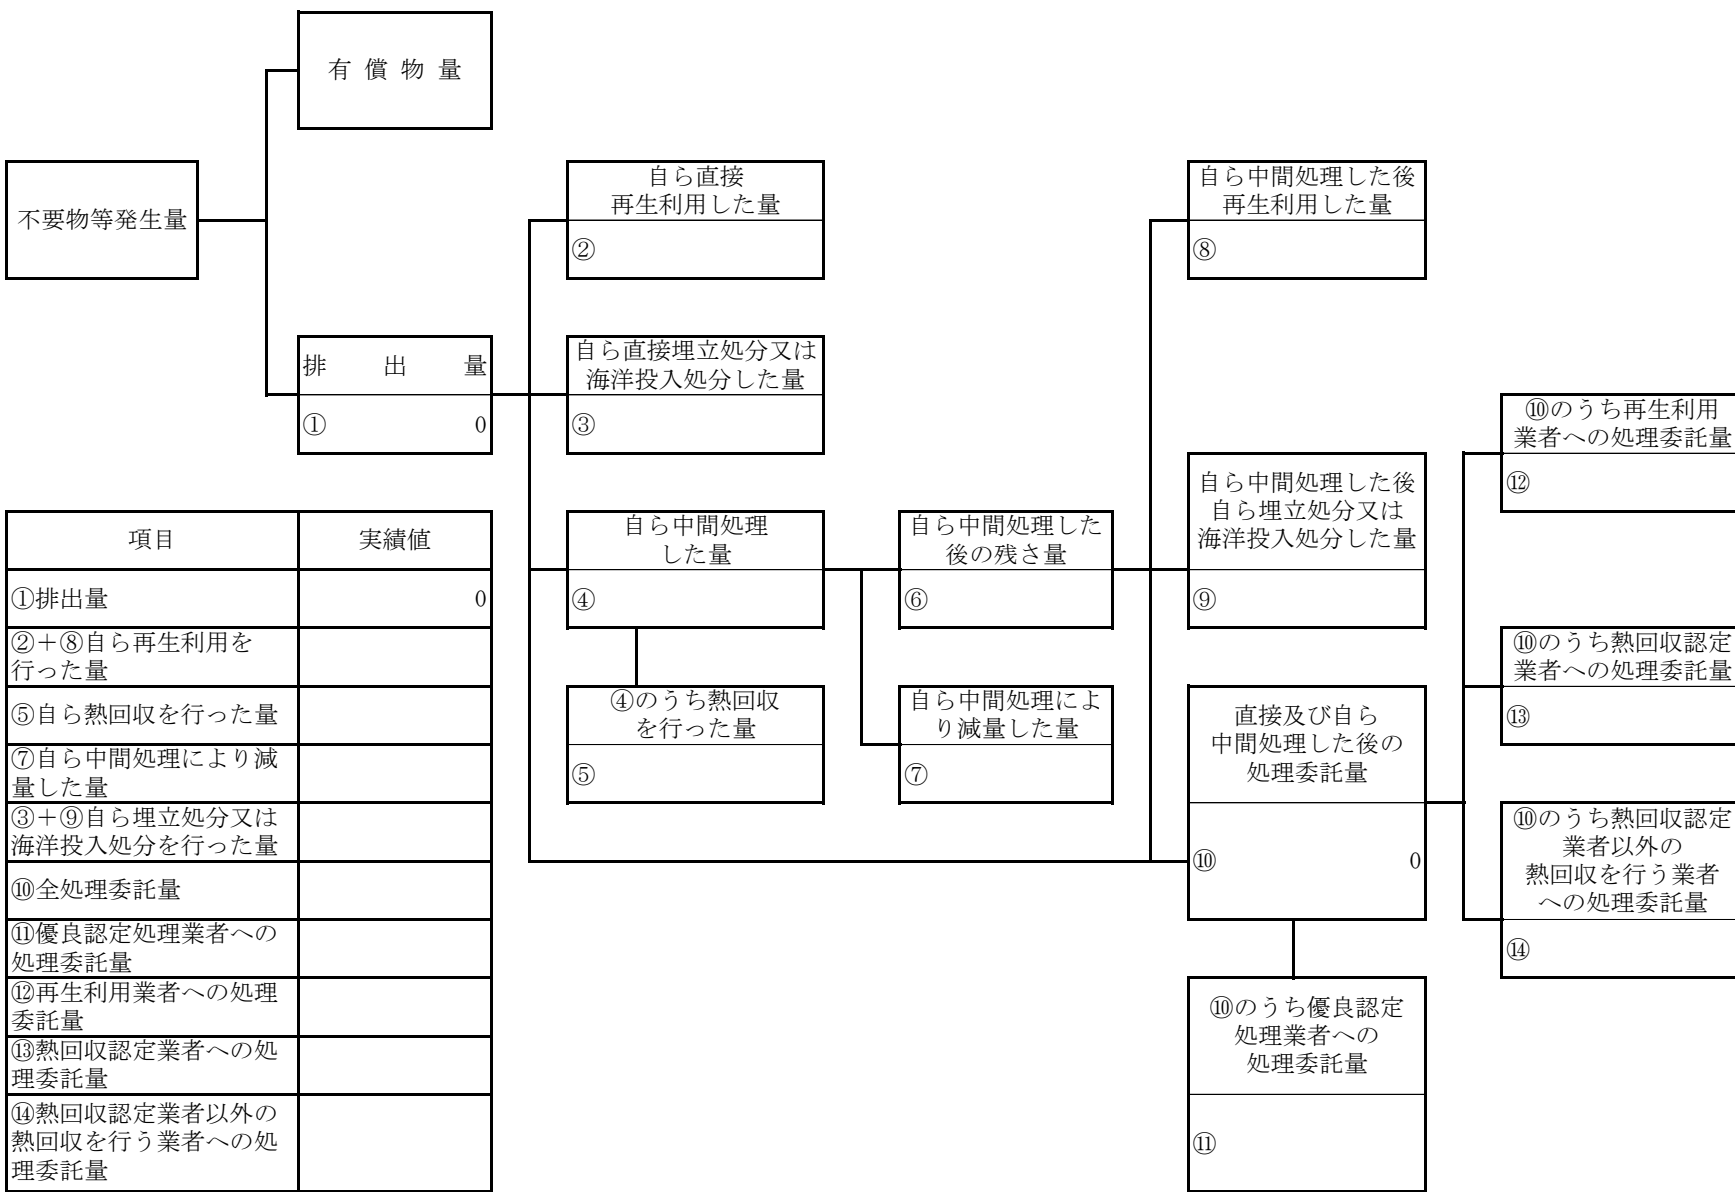 有償物量
不要物等発生量
自ら直接
再生利用した量
②
自ら中間処理した後
再生利用した量
⑧
排出量
① 0
自ら直接埋立処分又は
海洋投入処分した量
③
⑩のうち再生利用
業者への処理委託量
⑫
自ら中間処理
した量
④
自ら中間処理した
後の残さ量
⑥
自ら中間処理した後
自ら埋立処分又は
海洋投入処分した量
⑨
⑩のうち熱回収認定
業者への処理委託量
⑬
④のうち熱回収
を行った量
⑤
自ら中間処理によ
り減量した量
⑦
直接及び自ら
中間処理した後の
処理委託量
⑩ 0
⑩のうち熱回収認定
業者以外の
熱回収を行う業者
への処理委託量
⑭
⑩のうち優良認定
処理業者への
処理委託量
⑪
項目 実績値
①排出量 0
②+⑧自ら再生利用を
行った量
⑤自ら熱回収を行った量
⑦自ら中間処理により減
量した量
③+⑨自ら埋立処分又は
海洋投入処分を行った量
⑩全処理委託量
⑪優良認定処理業者への
処理委託量
⑫再生利用業者への処理
委託量
⑬熱回収認定業者への処
理委託量
⑭熱回収認定業者以外の
熱回収を行う業者への処
理委託量